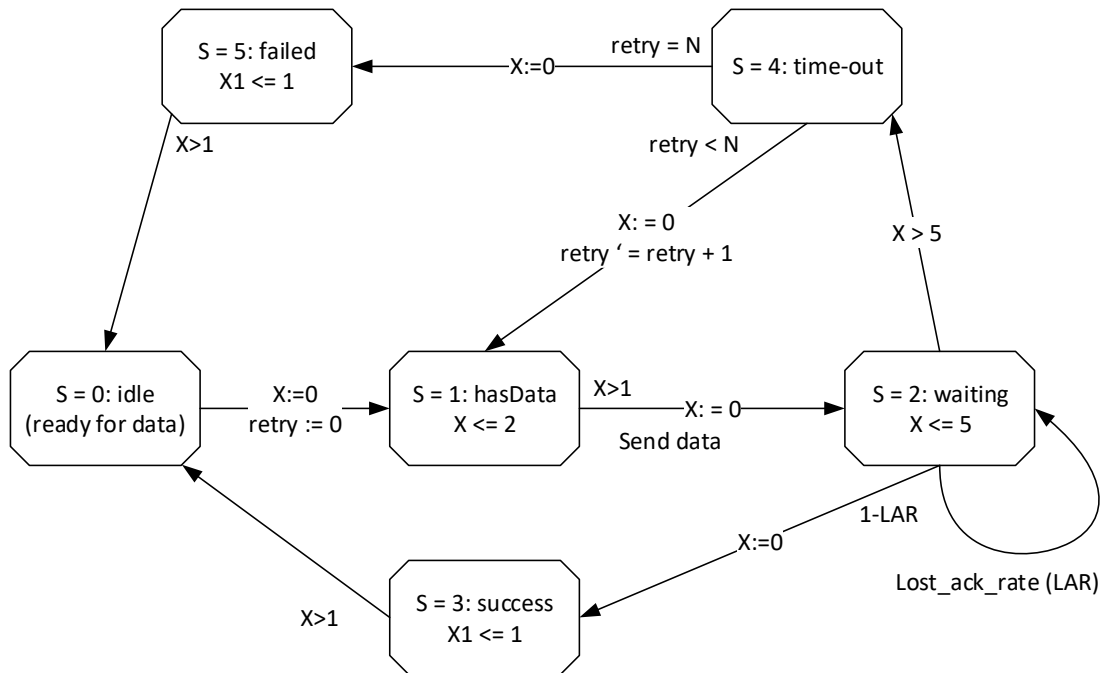 S = 5: failed
X1 <= 1
X:=0
retry = N
S = 4: time-out
X>1
retry < N
X: = 0
retry ‘ = retry + 1
X > 5
S = 0: idle
(ready for data)
X:=0
retry := 0
S = 1: hasData
X <= 2
X>1
X: = 0
Send data
S = 2: waiting
X <= 5
1-LAR
X:=0
Lost_ack_rate (LAR)
S = 3: success
X1 <= 1
X>1